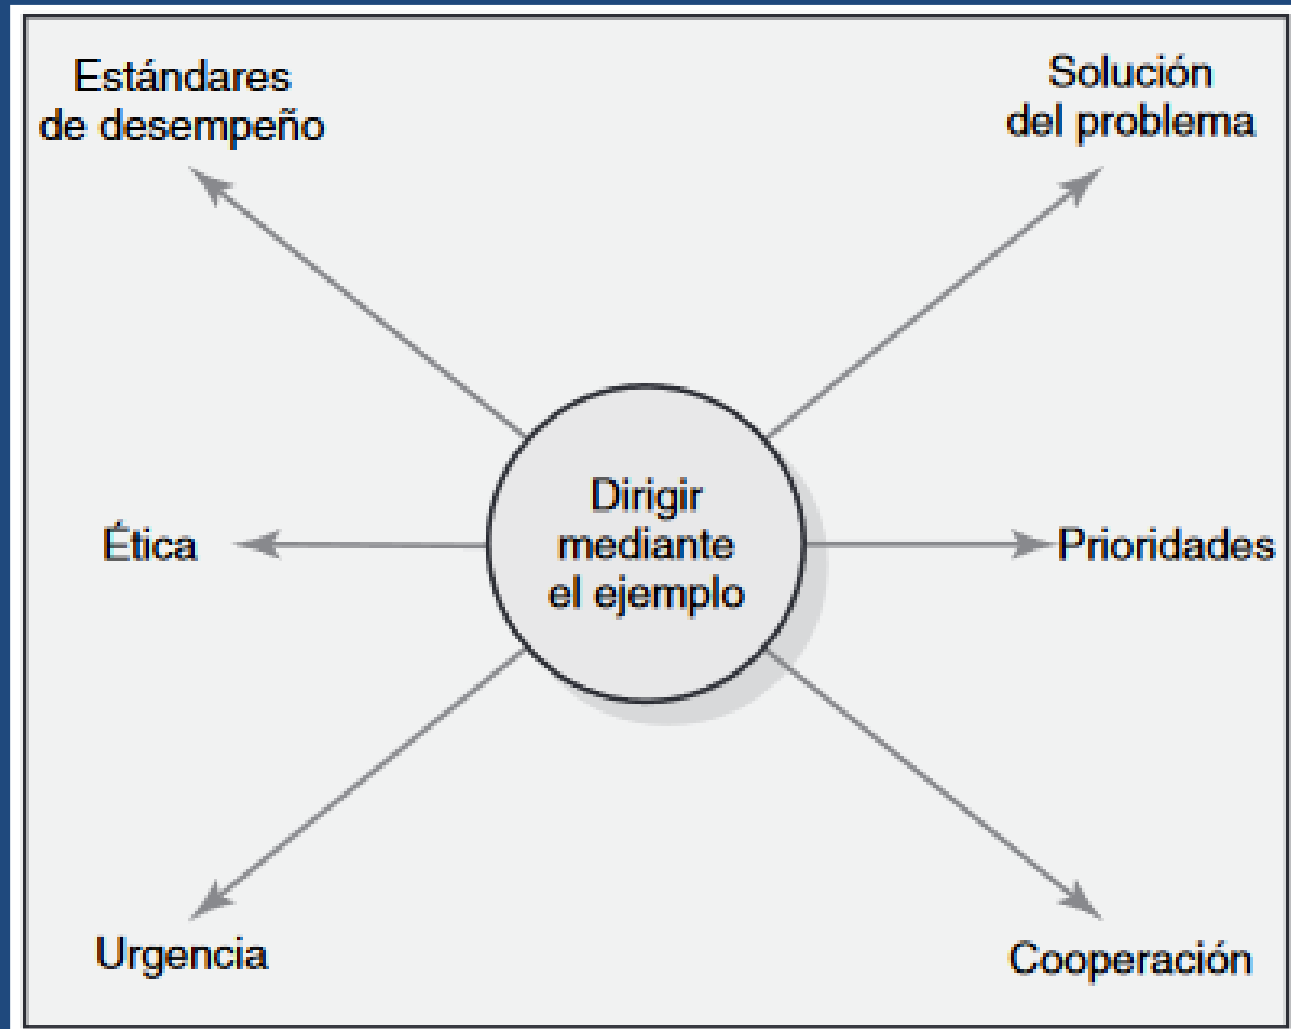 Estándares
de desempeño
Solución
del problema
Dirigir
mediante
el ejemplo
Ética
Prioridades
Urgencia
Cooperación